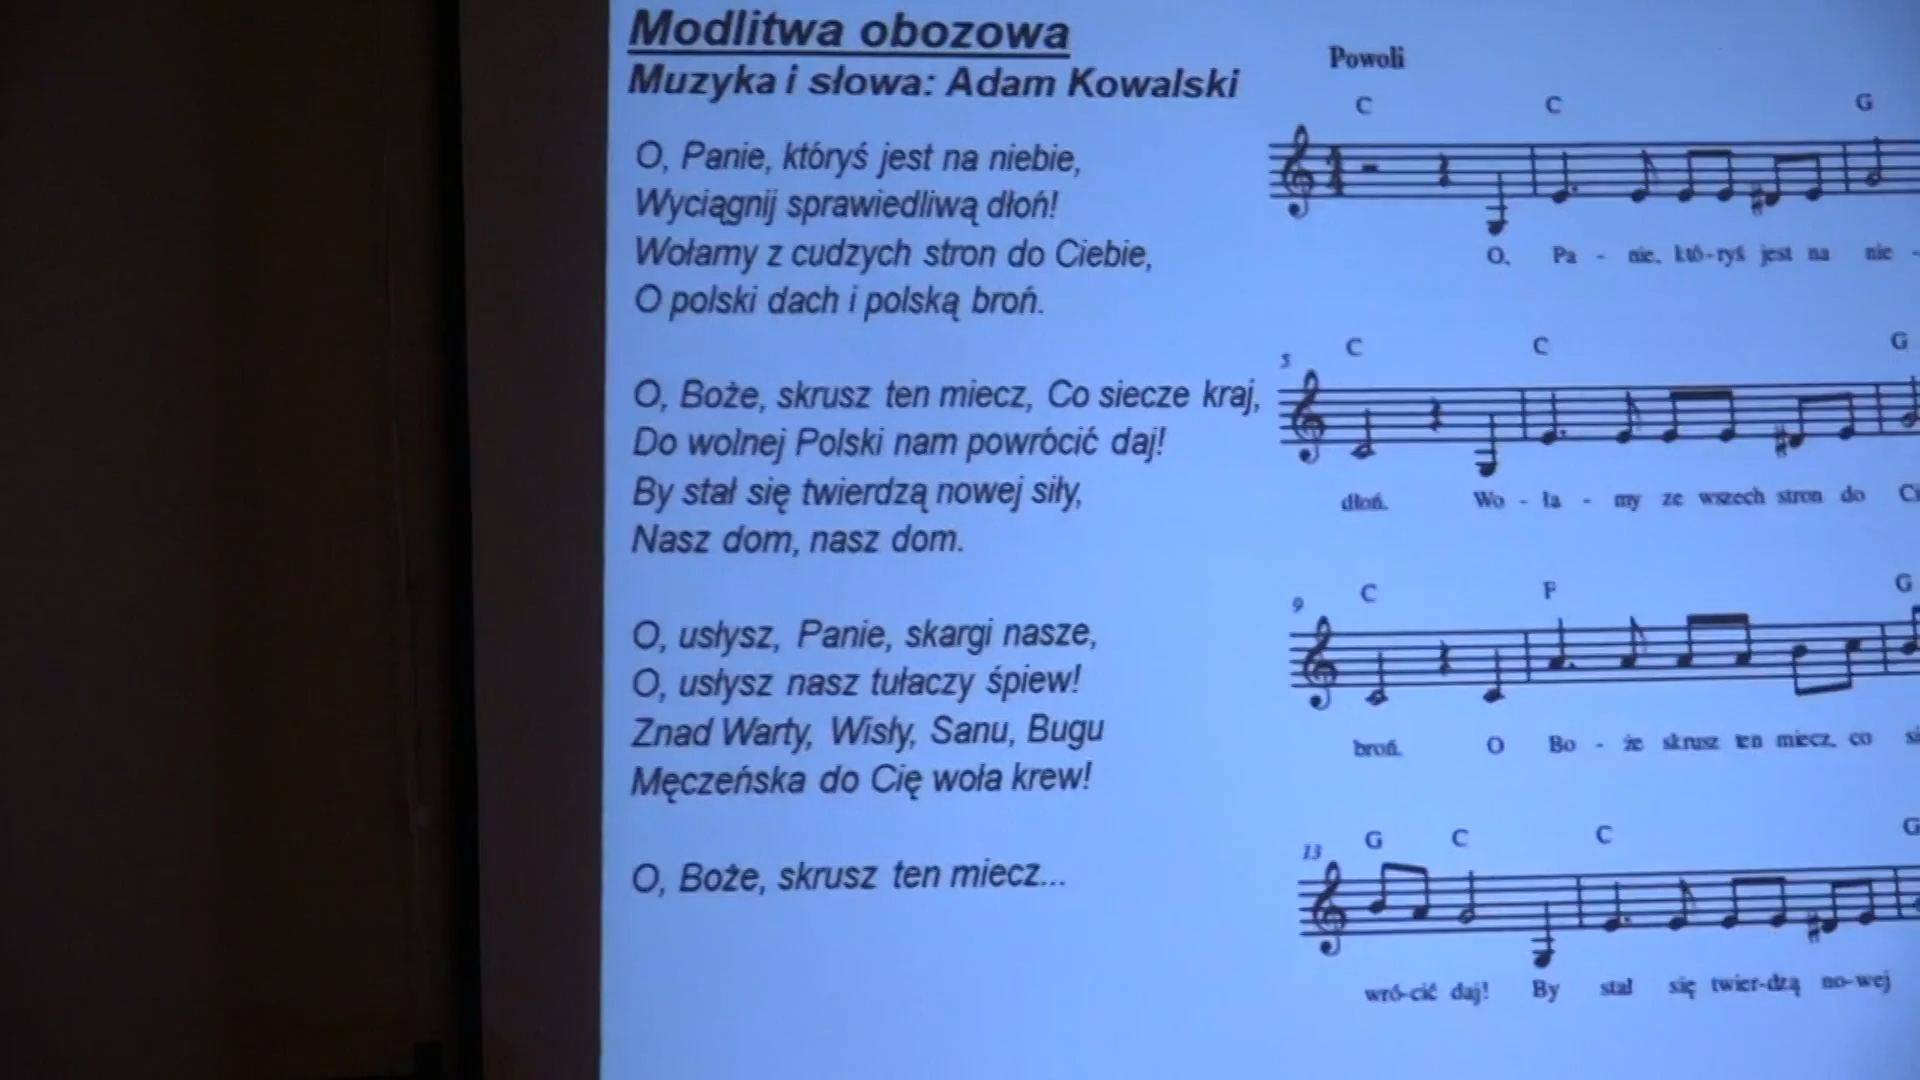 Modlitwa obozowa
Muzyka i słowa: Adam Kowalski
O, Panie, któryś jest na niebie,
Wyciągnij sprawiedliwą dłoń!
Wołamy z cudzych stron do Ciebie,
O polski dach i polską broń.
O, Boże, skrusz ten miecz, Co siecze kraj,
Do wolnej Polski nam powrócić daj!
By stał się twierdzą nowej siły,
Nasz dom, nasz dom.
O, usłysz, Panie, skargi nasze,
O, usłysz nasz tułaczy śpiew!
Znad Warty, Wisły, Sanu, Bugu
Męczeńska do Cię woła krew!
O, Boże, skrusz ten miecz...
Powoli
C C G
O, Pa - nie, któ-ryś jest na nie -
5 C C G
dłoń. Wo - ła - my ze wszech stron do
9 C F G
broń. O Bo - że skrusz ten miecz, co
13 G C C G
wró-cić daj! By stał się twier-dzą no-wej